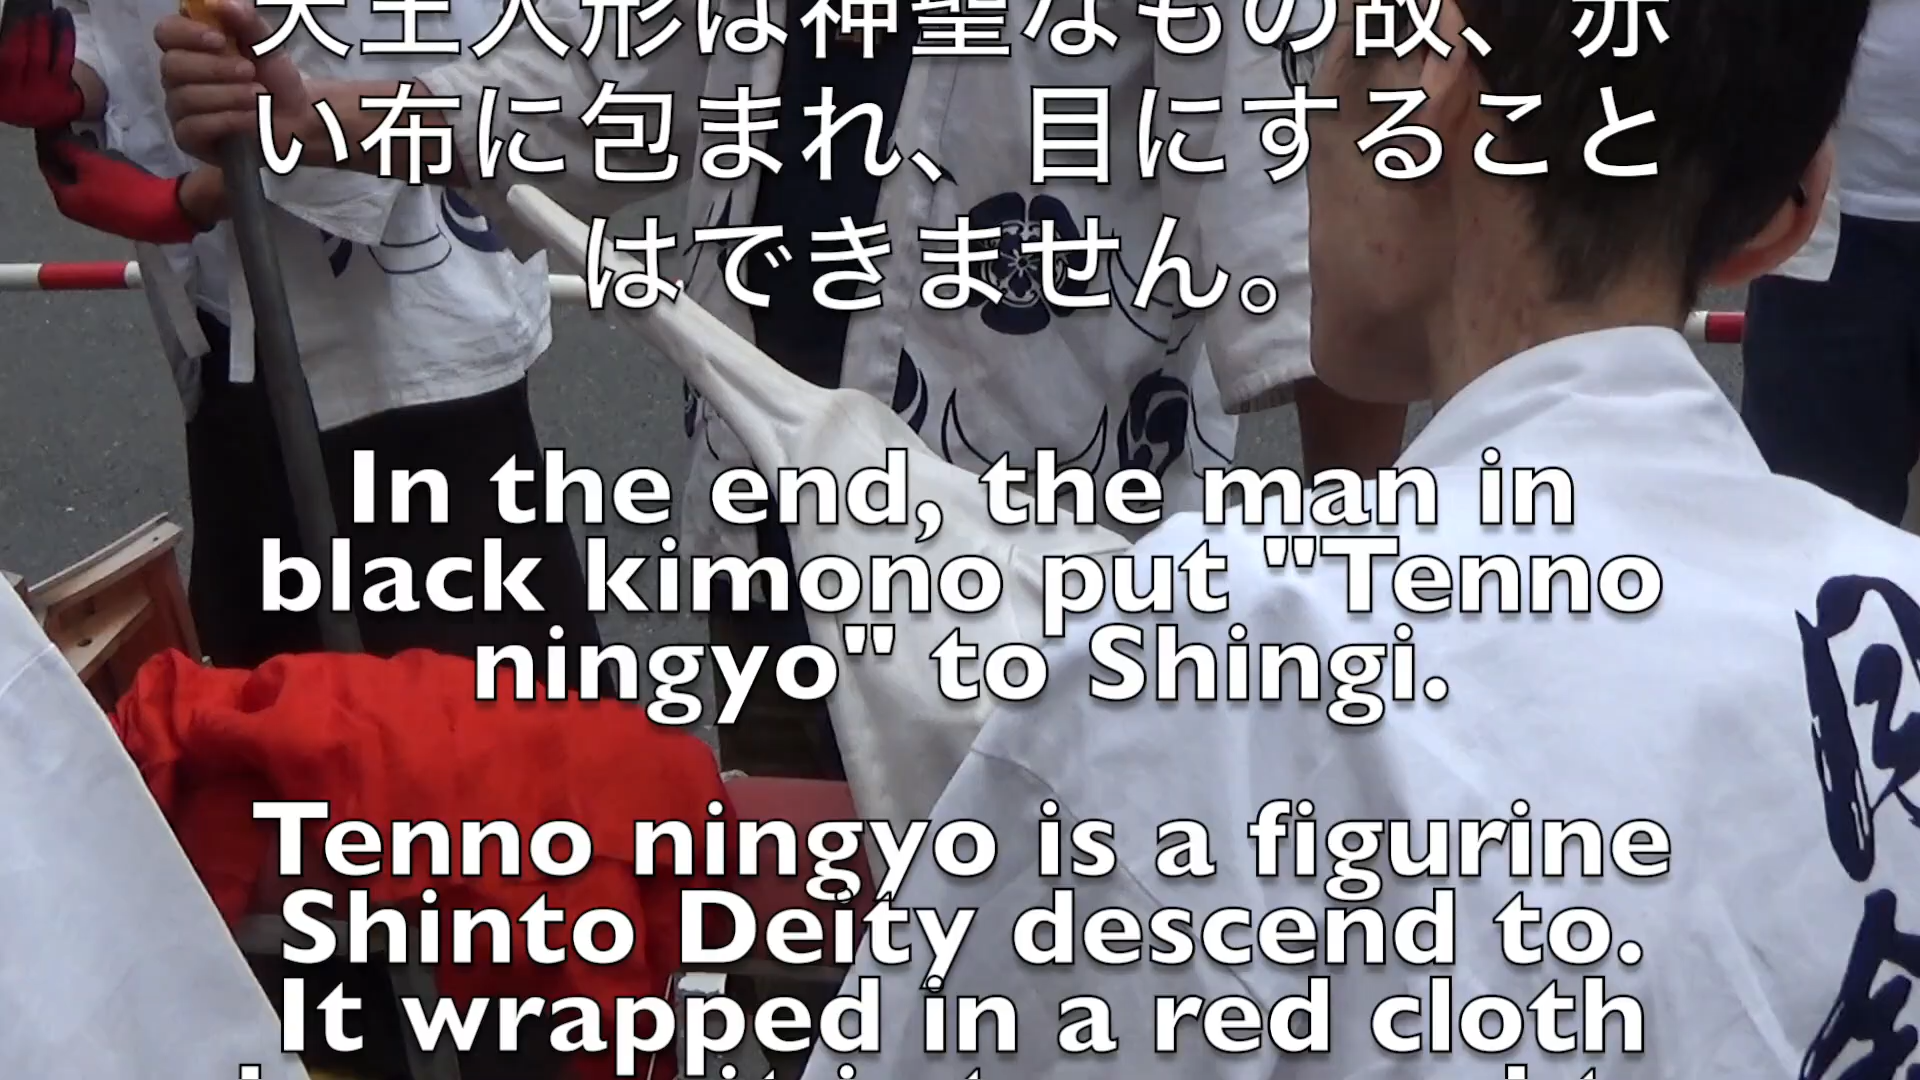 天王人形は神聖なもの故、赤
い布に包まれ、目にすること
はできません。
In the end, the man in
black kimono put "Tenno
ningyo" to Shingi.
Tenno ningyo is a figurine
Shinto Deity descend to.
It wrapped in a red cloth